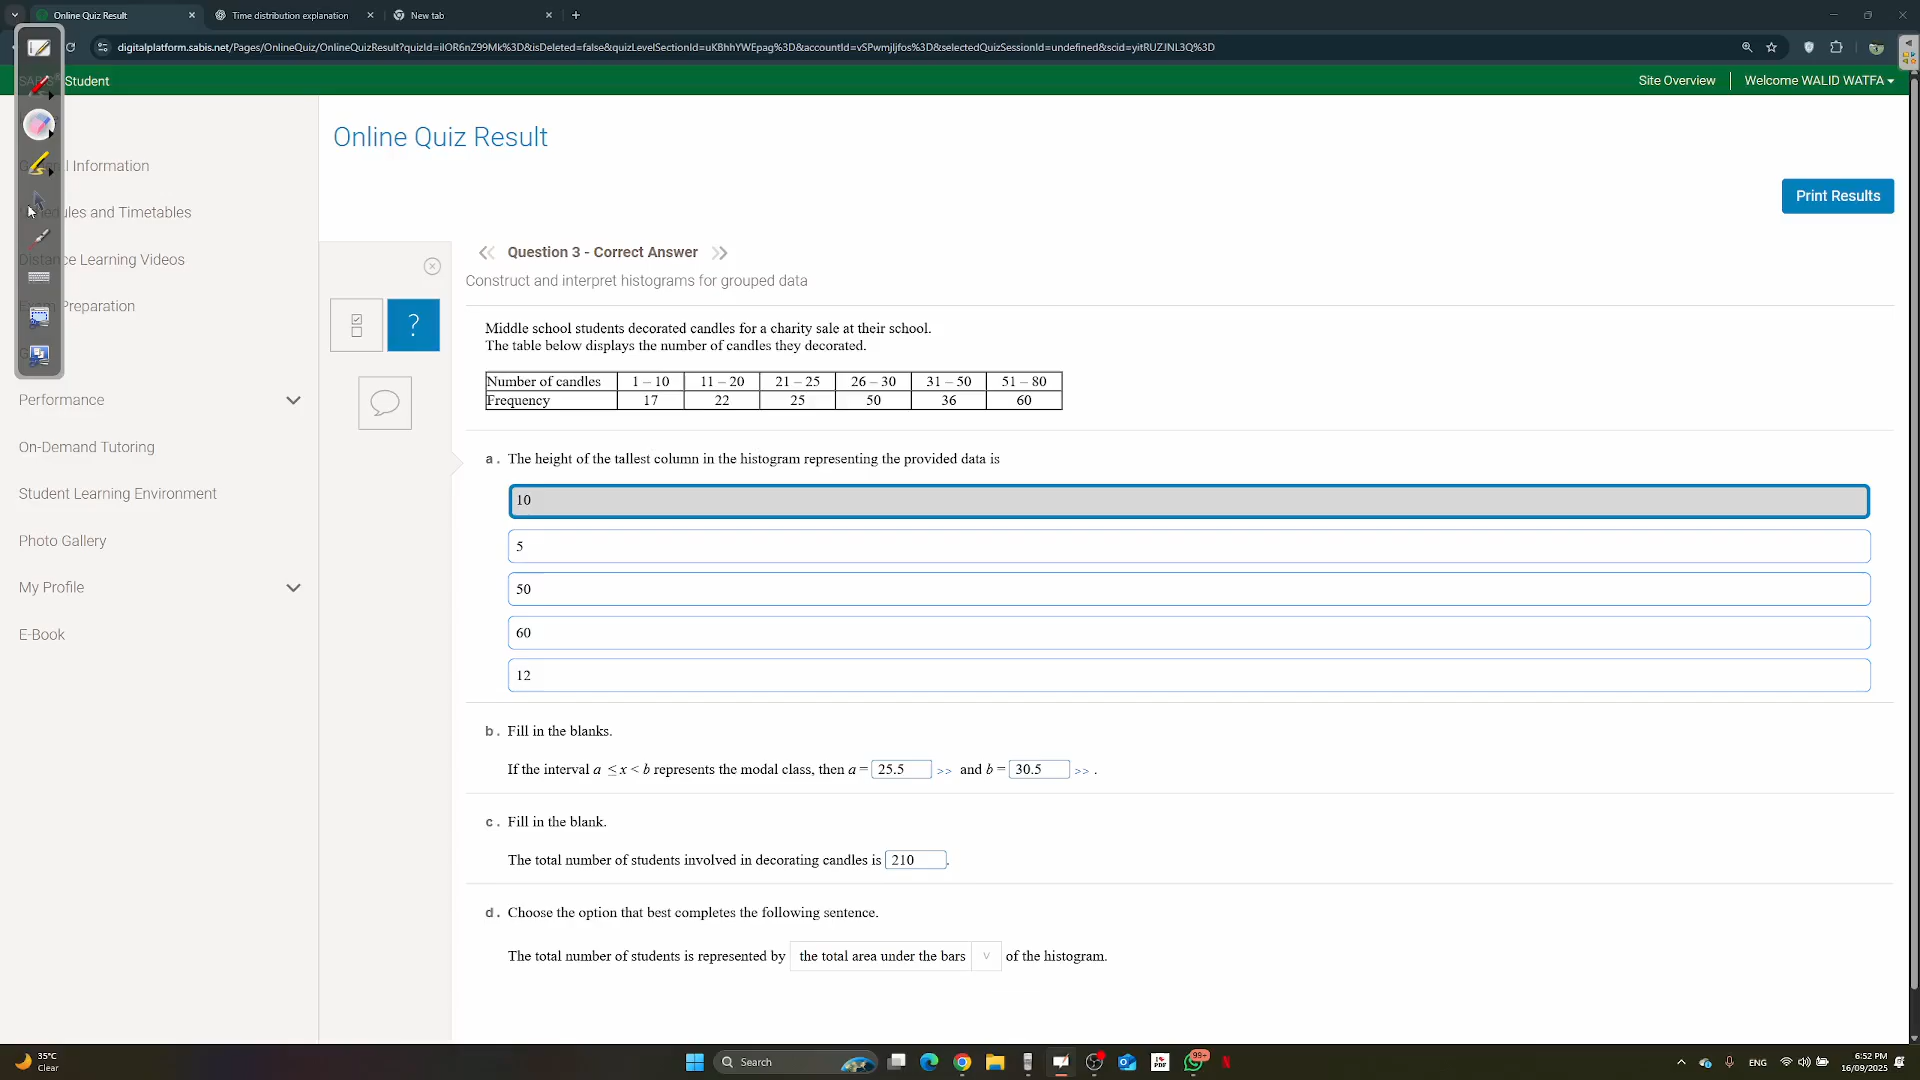 Online Quiz Result
Time distribution explanation
New tab
digitalplatform.sabis.net/Pages/OnlineQuiz/OnlineQuizResult?quizId=ilOR6nZ99Mk%3D&isDeleted=false&quizLevelSectionId=uKBhhYWEpag%3D&accountId=vSPwmjljfos%3D&selectedQuizSessionId=undefined&scid=yitRUZJNL3Q%3D
Student
Site Overview
Welcome WALID WATFA
Online Quiz Result
Information
Schedules and Timetables
Distance Learning Videos
Exam Preparation
Performance
On-Demand Tutoring
Student Learning Environment
Photo Gallery
My Profile
E-Book
Print Results
Question 3 - Correct Answer
Construct and interpret histograms for grouped data
Middle school students decorated candles for a charity sale at their school.
The table below displays the number of candles they decorated.
Number of candles 1 – 10 11 – 20 21 – 25 26 – 30 31 – 50 51 – 80
Frequency 17 22 25 50 36 60
a. The height of the tallest column in the histogram representing the provided data is
10
5
50
60
12
b. Fill in the blanks.
If the interval a ≤ x < b represents the modal class, then a = 25.5 >> and b = 30.5 >> .
c. Fill in the blank.
The total number of students involved in decorating candles is 210.
d. Choose the option that best completes the following sentence.
The total number of students is represented by the total area under the bars v of the histogram.
35°C
Clear
Search
99+
PDF
ENG
6:52 PM
16/09/2025